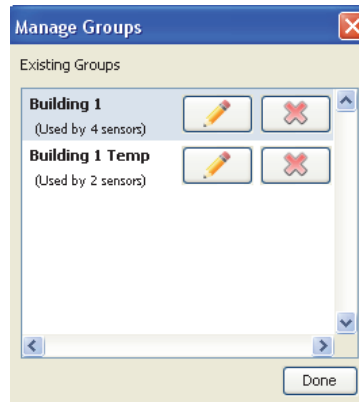 Manage Groups
Existing Groups
Building 1
(Used by 4 sensors)
Building 1 Temp
(Used by 2 sensors)
Done